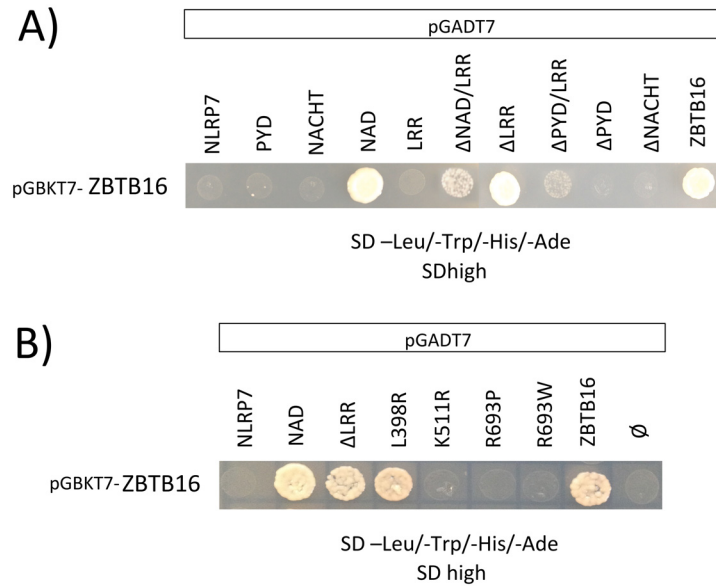 A)
pGADT7
NLRP7 PYD NACHT NAD LRR ΔNAD/LRR ΔLRR ΔPYD/LRR ΔPYD ΔNACHT ZBTB16
pGBKT7- ZBTB16
SD –Leu/-Trp/-His/-Ade
SDhigh
B)
pGADT7
NLRP7 NAD ΔLRR L398R K511R R693P R693W ZBTB16 Ø
pGBKT7-ZBTB16
SD –Leu/-Trp/-His/-Ade
SD high